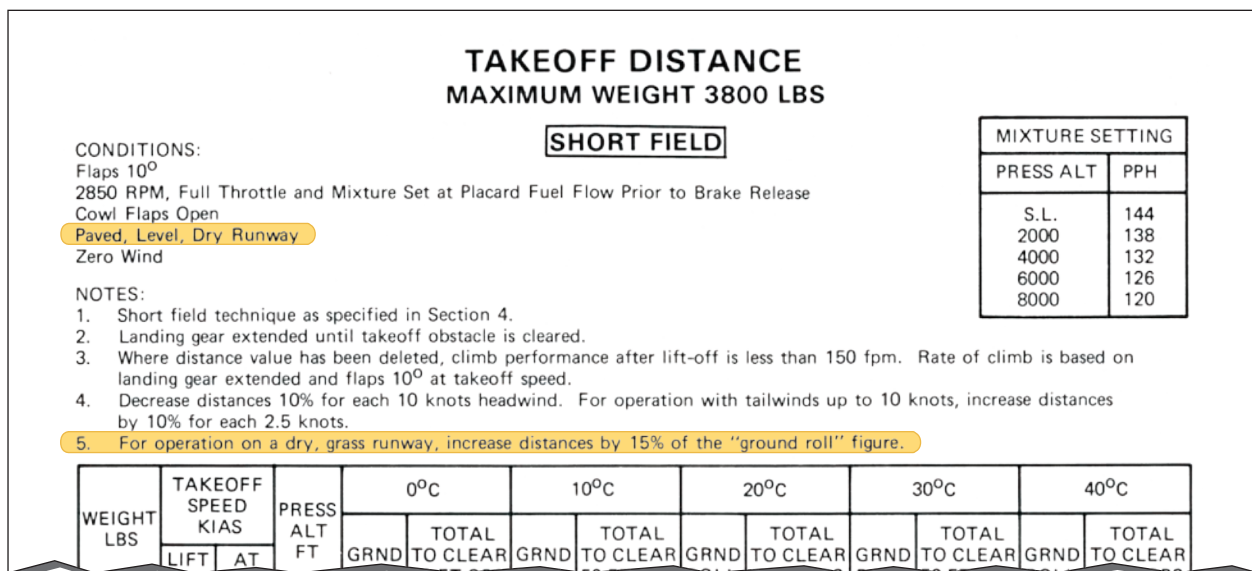 TAKEOFF DISTANCE
MAXIMUM WEIGHT 3800 LBS
SHORT FIELD
CONDITIONS:
Flaps 10°
2850 RPM, Full Throttle and Mixture Set at Placard Fuel Flow Prior to Brake Release
Cowl Flaps Open
Paved, Level, Dry Runway
Zero Wind
MIXTURE SETTING
PRESS ALT PPH
S.L. 144
2000 138
4000 132
6000 126
8000 120
NOTES:
1. Short field technique as specified in Section 4.
2. Landing gear extended until takeoff obstacle is cleared.
3. Where distance value has been deleted, climb performance after lift-off is less than 150 fpm. Rate of climb is based on
landing gear extended and flaps 10° at takeoff speed.
4. Decrease distances 10% for each 10 knots headwind. For operation with tailwinds up to 10 knots, increase distances
by 10% for each 2.5 knots.
5. For operation on a dry, grass runway, increase distances by 15% of the "ground roll" figure.
WEIGHT
LBS
TAKEOFF
SPEED
KIAS
LIFT AT
PRESS
ALT
FT
0°C 10°C 20°C 30°C 40°C
GRND
TOTAL
TO CLEAR
GRND
TOTAL
TO CLEAR
GRND
TOTAL
TO CLEAR
GRND
TOTAL
TO CLEAR
GRND
TOTAL
TO CLEAR